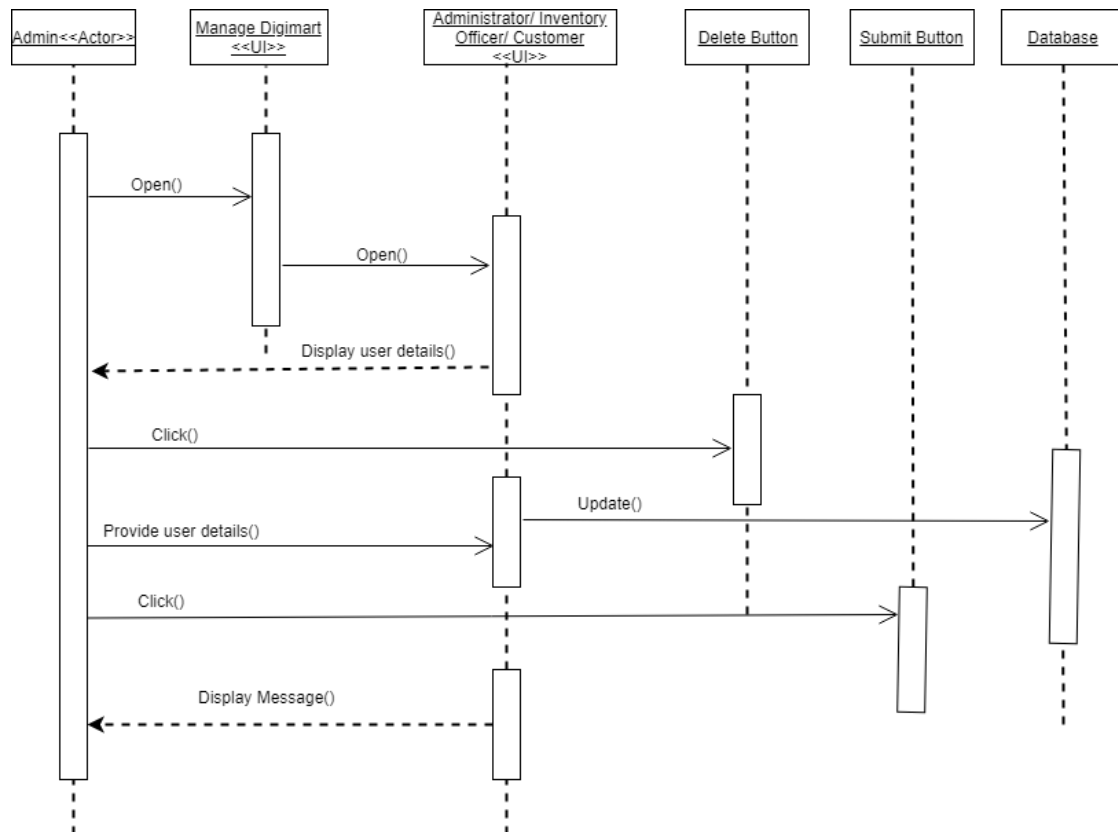 Admin<<Actor>>
Manage Digimart
<<UI>>
Administrator/ Inventory
Officer/ Customer
<<UI>>
Delete Button
Submit Button
Database
Open()
Open()
Display user details()
Click()
Update()
Provide user details()
Click()
Display Message()